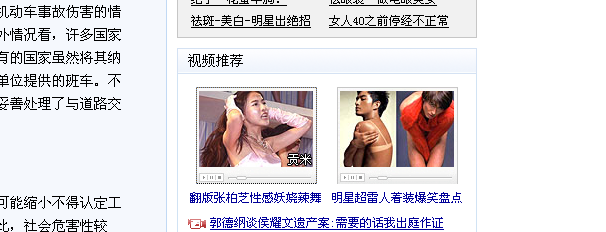 机动车事故伤害的情
外情况看，许多国家
有的国家虽然将其纳
单位提供的班车。不
妥善处理了与道路交
可能缩小不得认定工
比，社会危害性较
祛斑-美白-明星出绝招 女人40之前停经不正常
视频推荐
贡米
翻版张柏芝性感妖娆辣舞 明星超雷人著装爆笑盘点
郭德纲谈侯耀文遗产案:需要的话我出庭作证